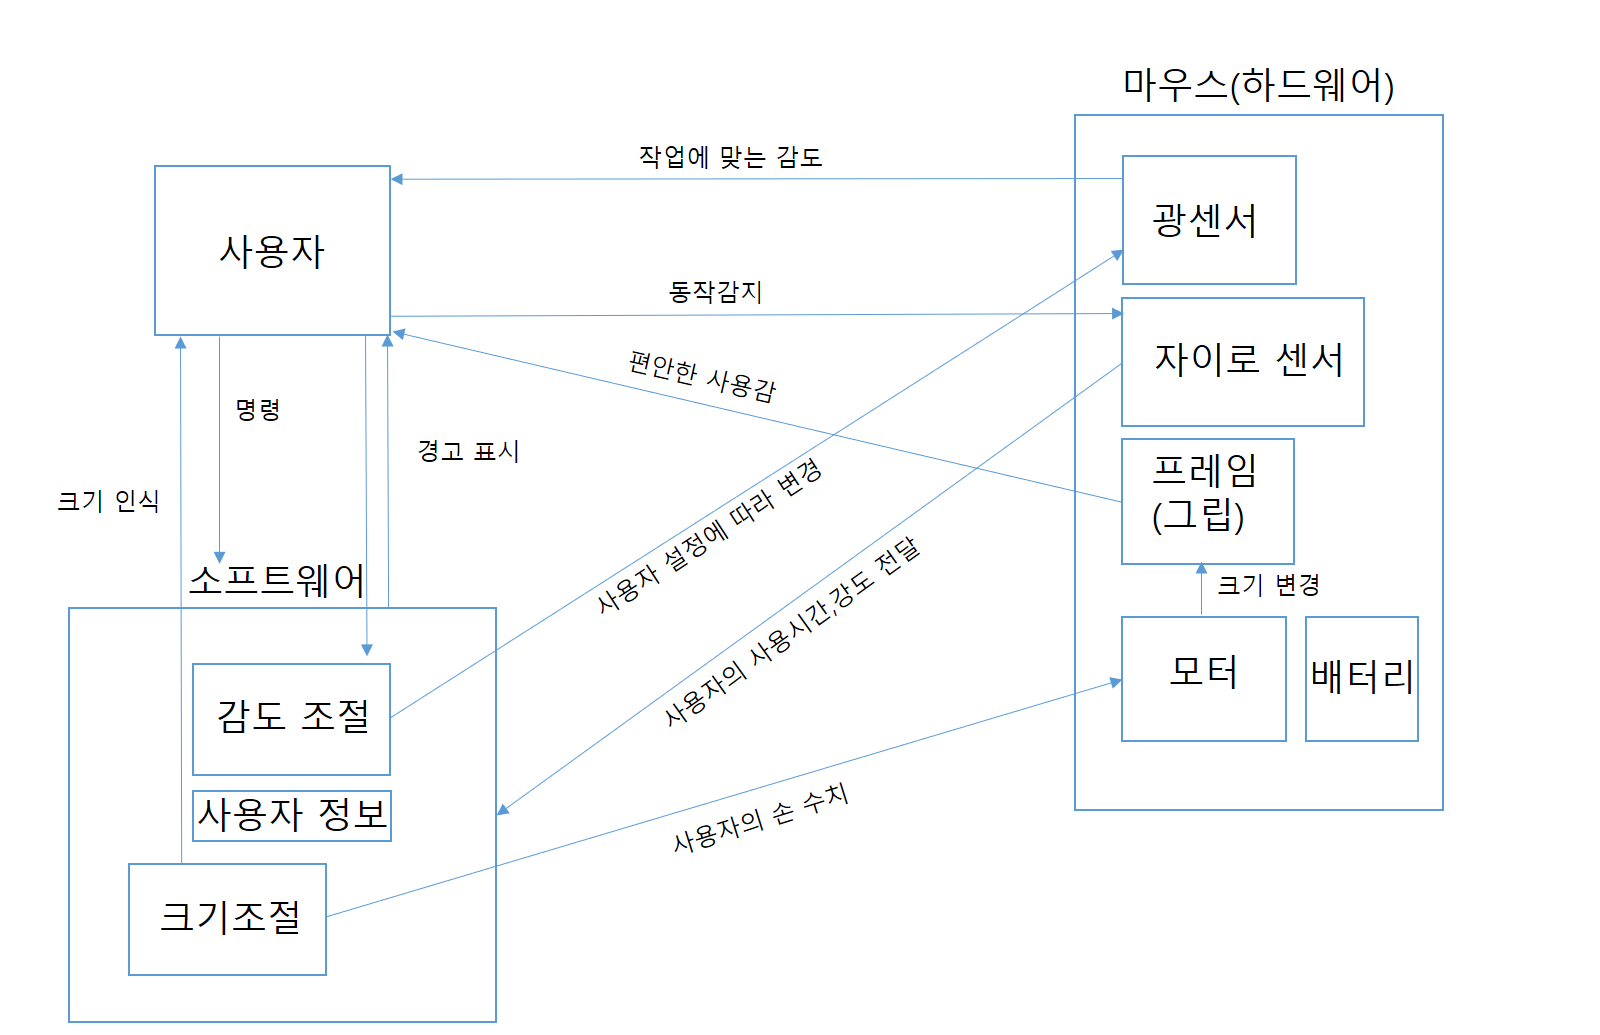 마우스(하드웨어)
작업에 맞는 감도
광센서
사용자
동작감지
자이로 센서
편안한 사용감
명령
경고 표시
프레임
(그립)
크기 인식
사용자 설정에 따라 변경
소프트웨어
사용자의 사용시간,강도 전달
크기 변경
모터
배터리
감도 조절
사용자 정보
사용자의 손 수치
크기조절